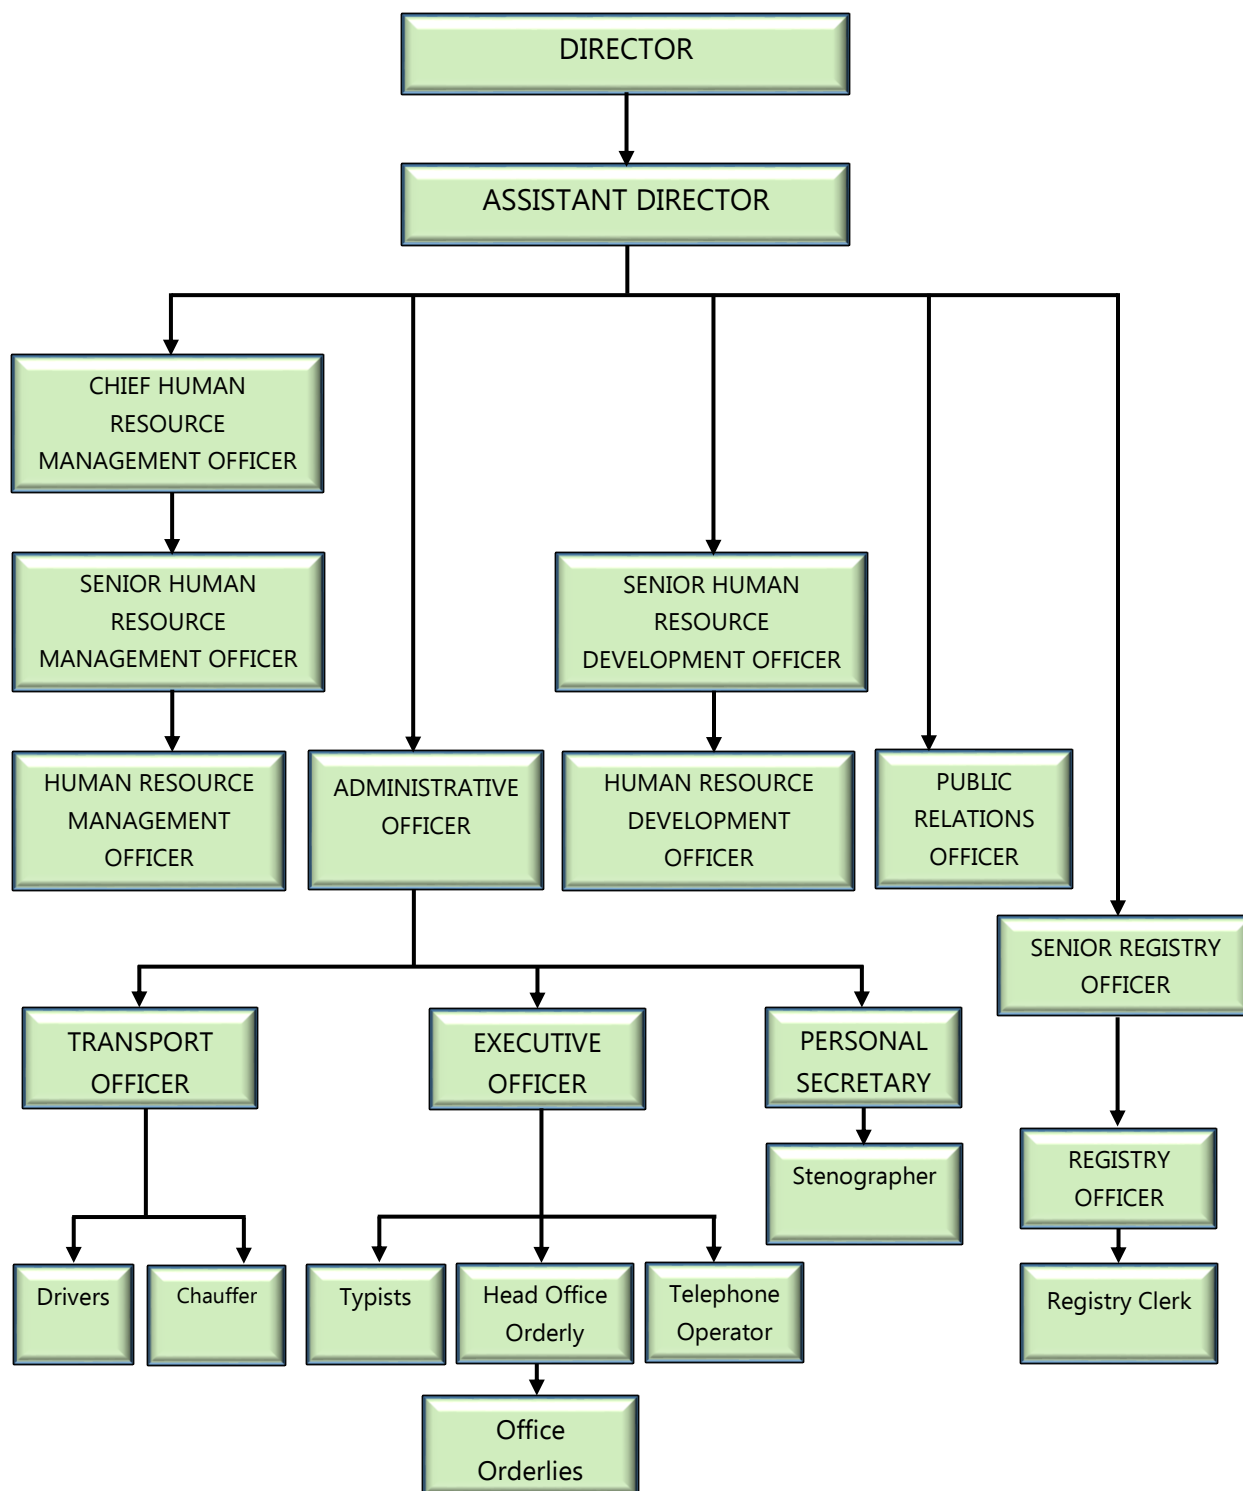 DIRECTOR
ASSISTANT DIRECTOR
CHIEF HUMAN
RESOURCE
MANAGEMENT OFFICER
SENIOR HUMAN
RESOURCE
MANAGEMENT OFFICER
SENIOR HUMAN
RESOURCE
DEVELOPMENT OFFICER
HUMAN RESOURCE
MANAGEMENT
OFFICER
ADMINISTRATIVE
OFFICER
HUMAN RESOURCE
DEVELOPMENT
OFFICER
PUBLIC
RELATIONS
OFFICER
SENIOR REGISTRY
OFFICER
TRANSPORT
OFFICER
EXECUTIVE
OFFICER
PERSONAL
SECRETARY
Stenographer
REGISTRY
OFFICER
Drivers
Chauffer
Typists
Head Office
Orderly
Telephone
Operator
Registry Clerk
Office
Orderlies